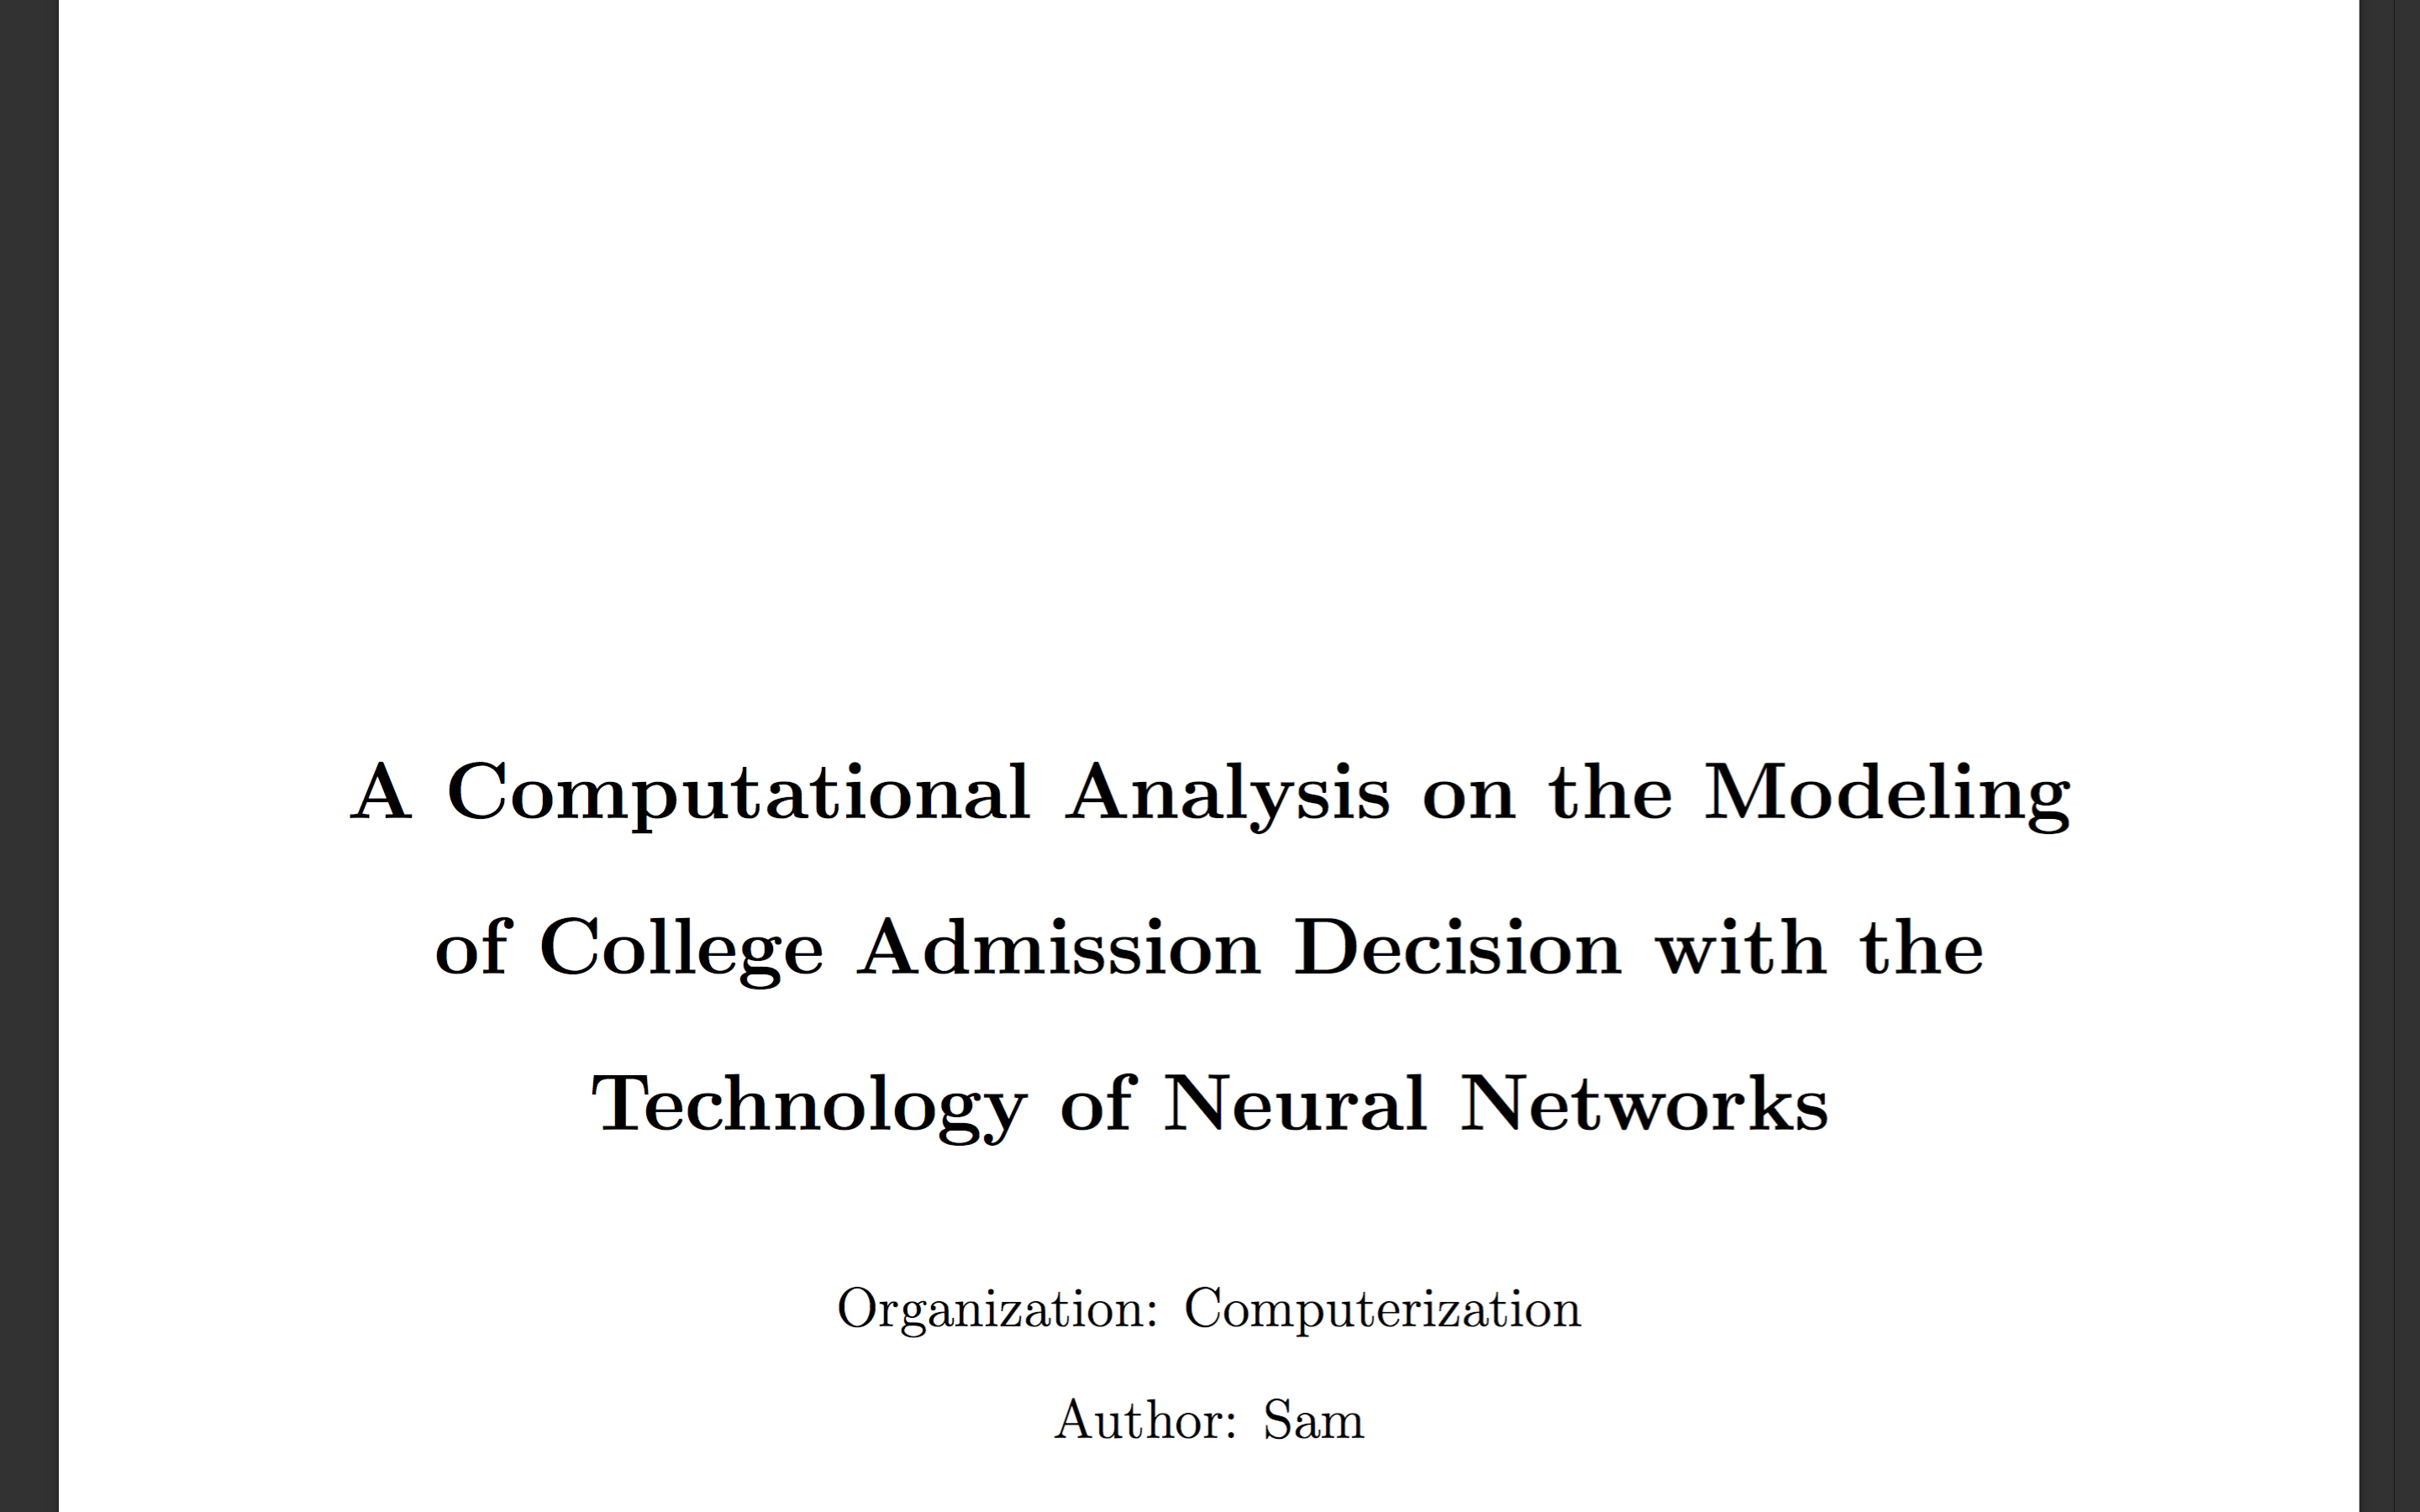 A Computational Analysis on the Modeling
of College Admission Decision with the
Technology of Neural Networks
Organization: Computerization
Author: Sam